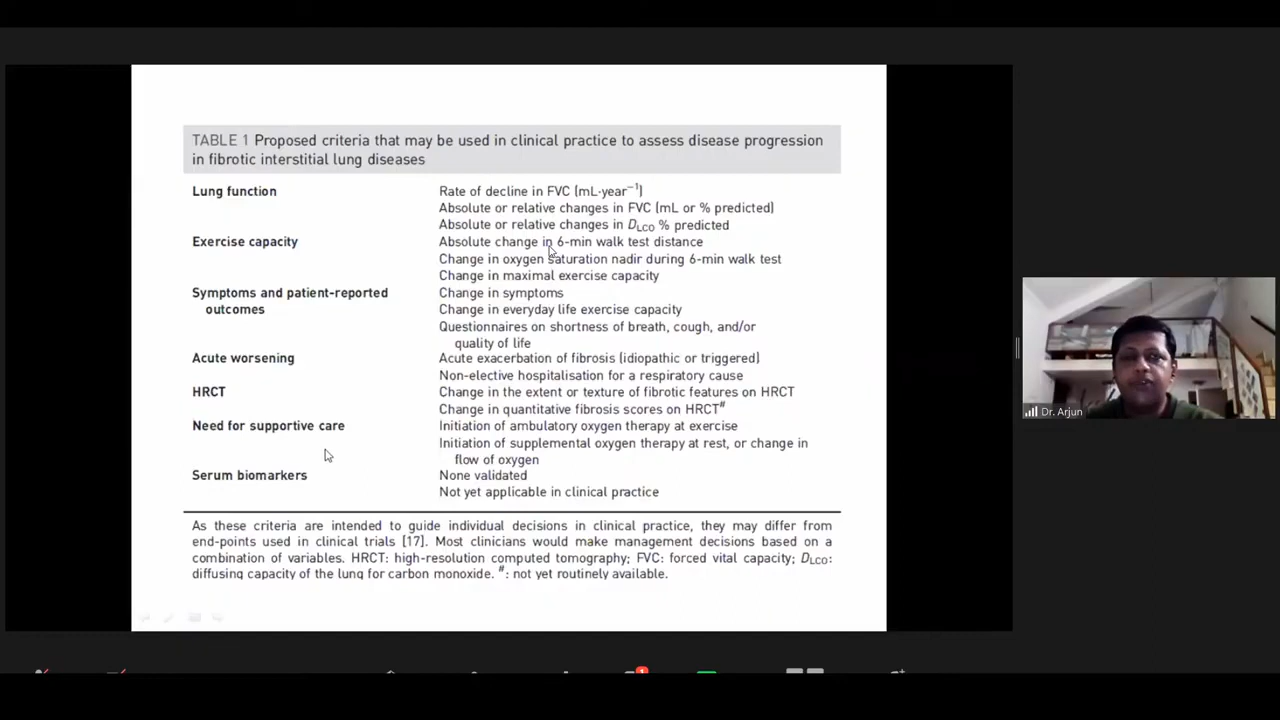 TABLE 1 Proposed criteria that may be used in clinical practice to assess disease progression
in fibrotic interstitial lung diseases
Lung function Rate of decline in FVC (mL·year⁻¹)
Absolute or relative changes in FVC (mL or % predicted)
Absolute or relative changes in DLCO % predicted
Exercise capacity Absolute change in 6-min walk test distance
Change in oxygen saturation nadir during 6-min walk test
Change in maximal exercise capacity
Symptoms and patient-reported Change in symptoms
outcomes Change in everyday life exercise capacity
Questionnaires on shortness of breath, cough, and/or
quality of life
Acute worsening Acute exacerbation of fibrosis (idiopathic or triggered)
Non-elective hospitalisation for a respiratory cause
HRCT Change in the extent or texture of fibrotic features on HRCT
Change in quantitative fibrosis scores on HRCT#
Need for supportive care Initiation of ambulatory oxygen therapy at exercise
Initiation of supplemental oxygen therapy at rest, or change in
flow of oxygen
Serum biomarkers None validated
Not yet applicable in clinical practice
As these criteria are intended to guide individual decisions in clinical practice, they may differ from
end-points used in clinical trials [17]. Most clinicians would make management decisions based on a
combination of variables. HRCT: high-resolution computed tomography; FVC: forced vital capacity; DLCO:
diffusing capacity of the lung for carbon monoxide. #: not yet routinely available.
Dr. Arjun
1